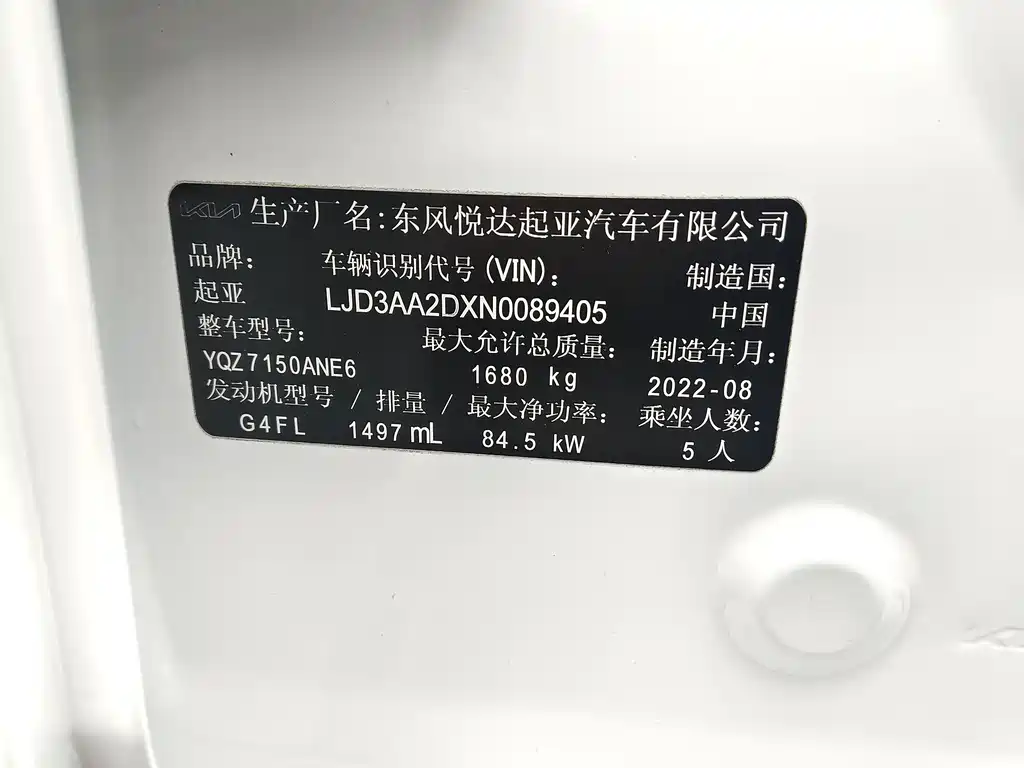 KIA 生产厂名:东风悦达起亚汽车有限公司
品牌: 车辆识别代号(VIN): 制造国:
起亚 LJD3AA2DXN0089405 中国
整车型号: 最大允许总质量: 制造年月:
YQZ7150ANE6 1680 kg 2022-08
发动机型号 / 排量 / 最大净功率: 乘坐人数:
G4FL 1497 mL 84.5 kW 5 人